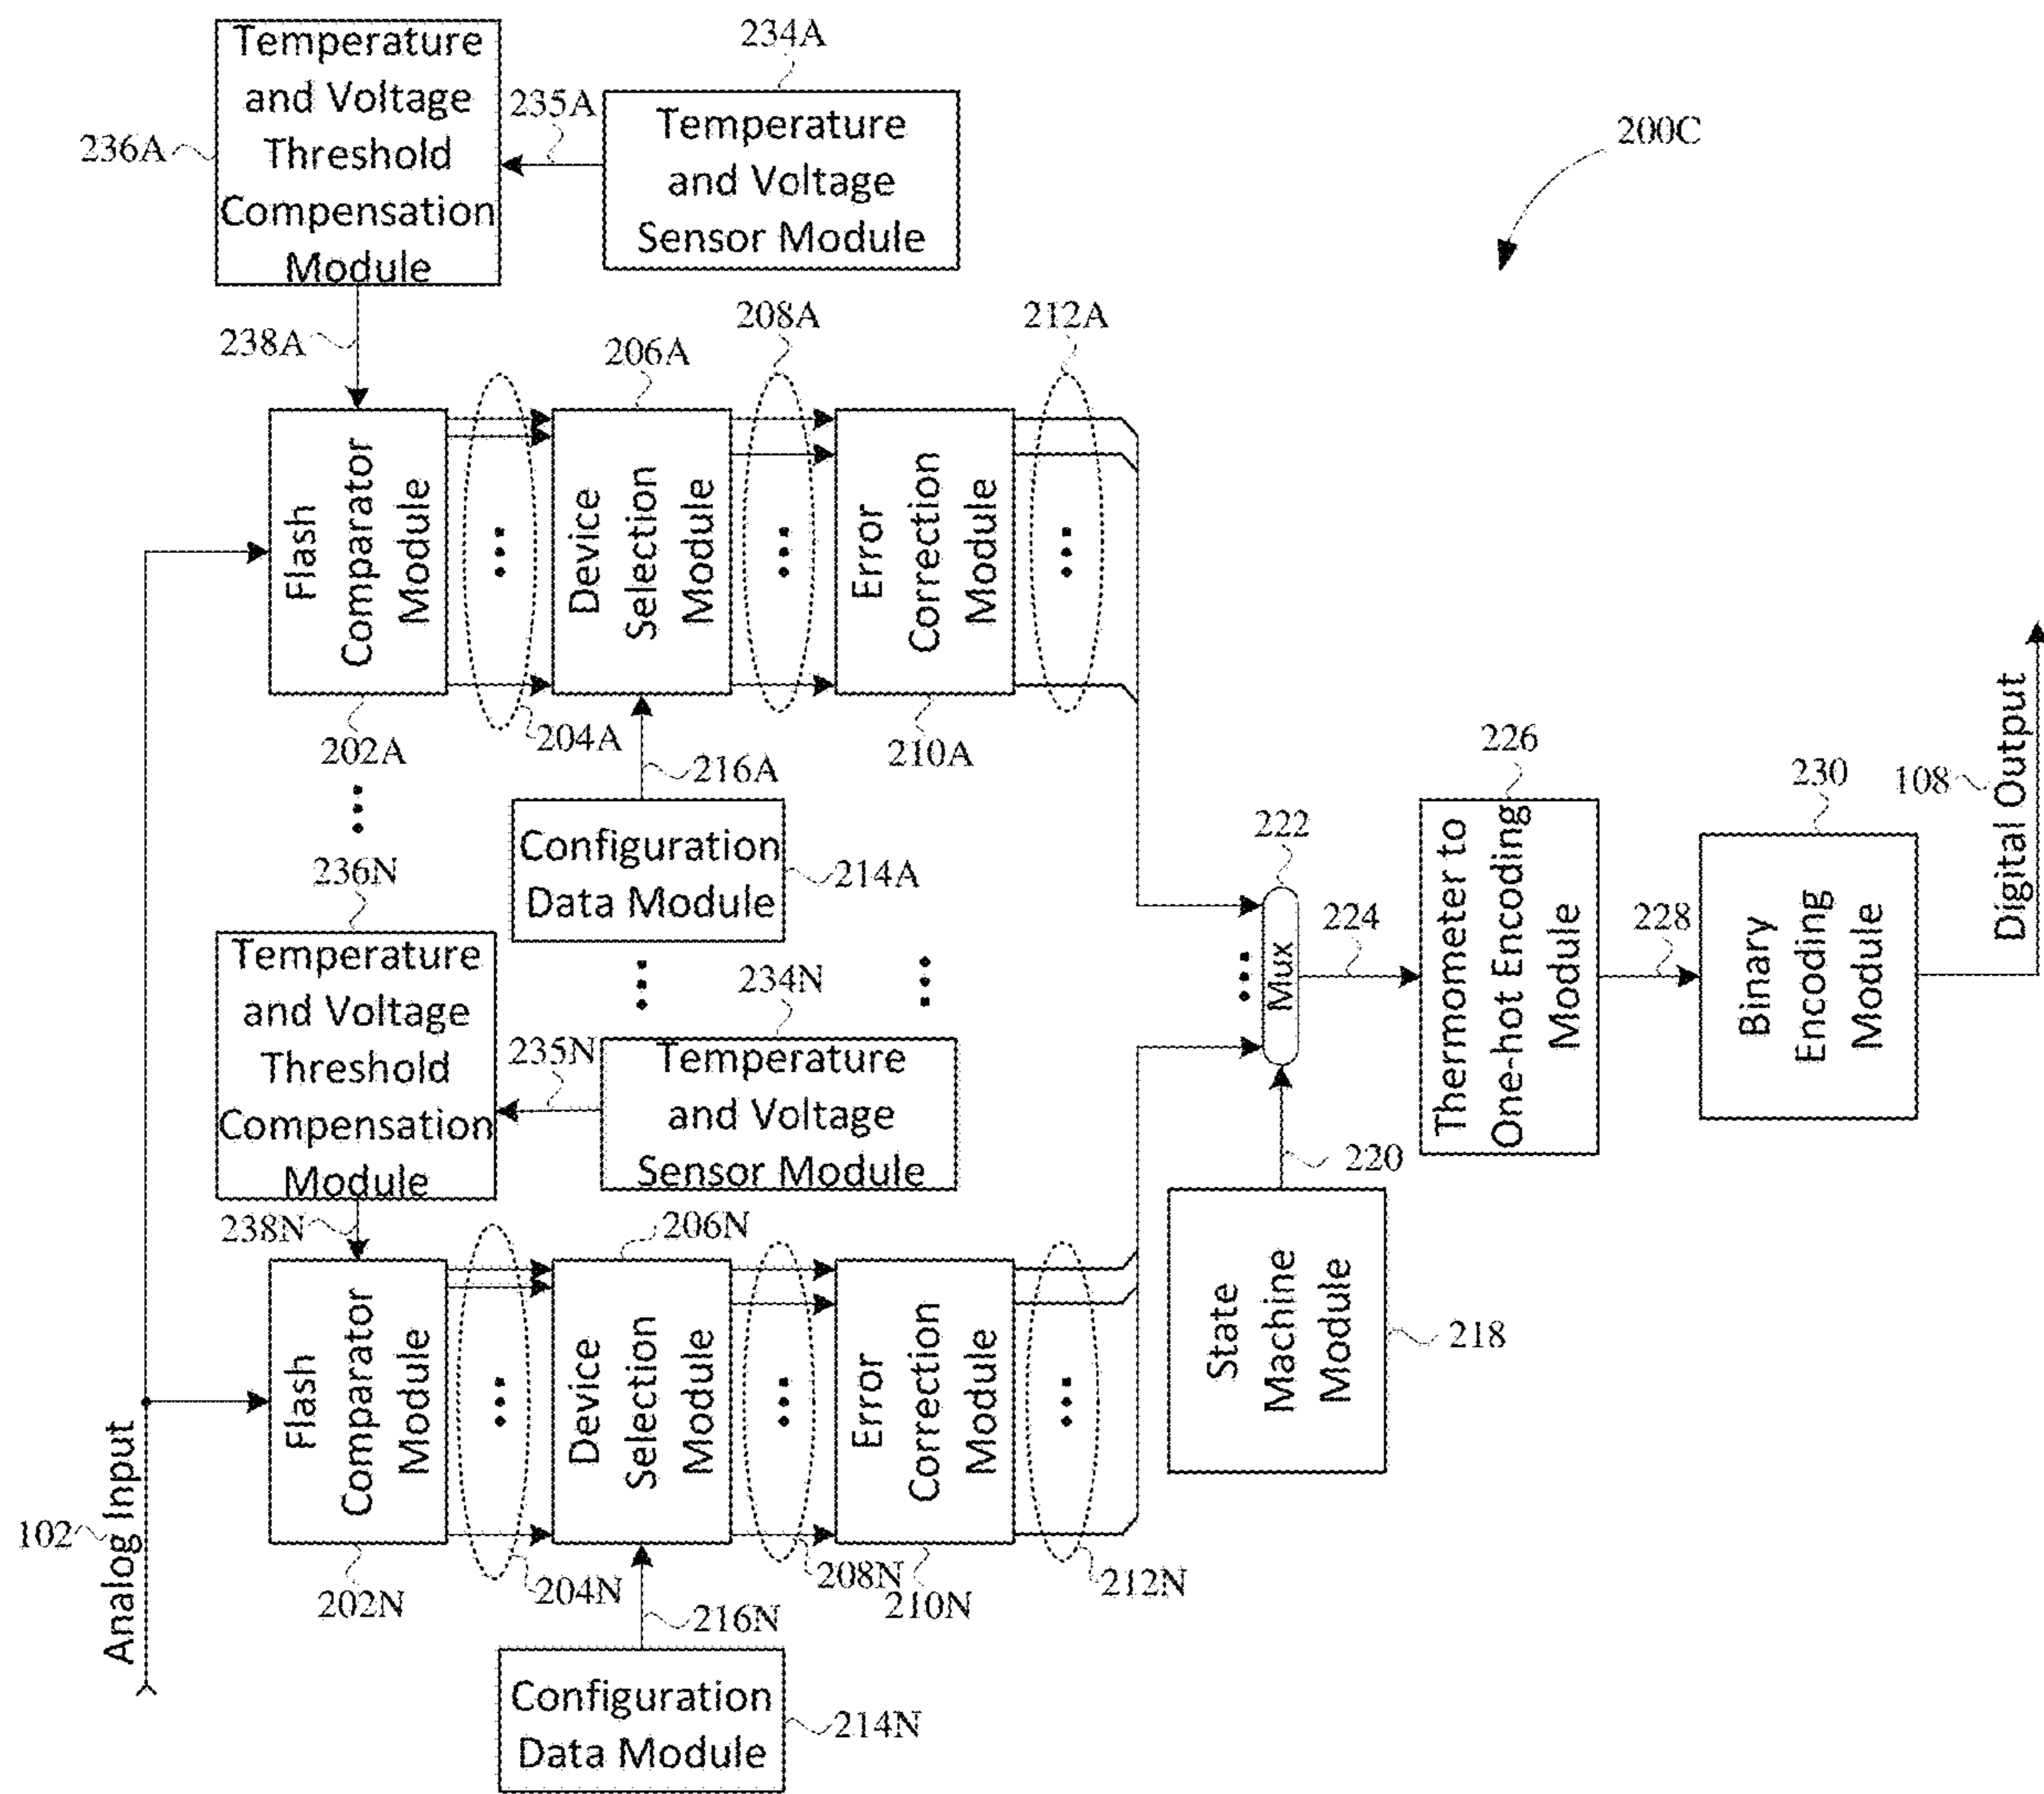 Temperature
and Voltage
Threshold
Compensation
Module
236A
235A
234A
Temperature
and Voltage
Sensor Module
200C
238A
208A
212A
206A
Flash
Comparator
Module
Device
Selection
Module
Error
Correction
Module
202A
204A
216A
210A
Configuration
Data Module
214A
236N
Temperature
and Voltage
Threshold
Compensation
Module
235N
234N
Temperature
and Voltage
Sensor Module
222
Mux
224
226
Thermometer to
One-hot Encoding
Module
228
230
Binary
Encoding
Module
108
Digital Output
220
State
Machine
Module
218
238N
206N
Flash
Comparator
Module
Device
Selection
Module
Error
Correction
Module
102
Analog Input
202N
204N
208N
210N
212N
216N
Configuration
Data Module
214N